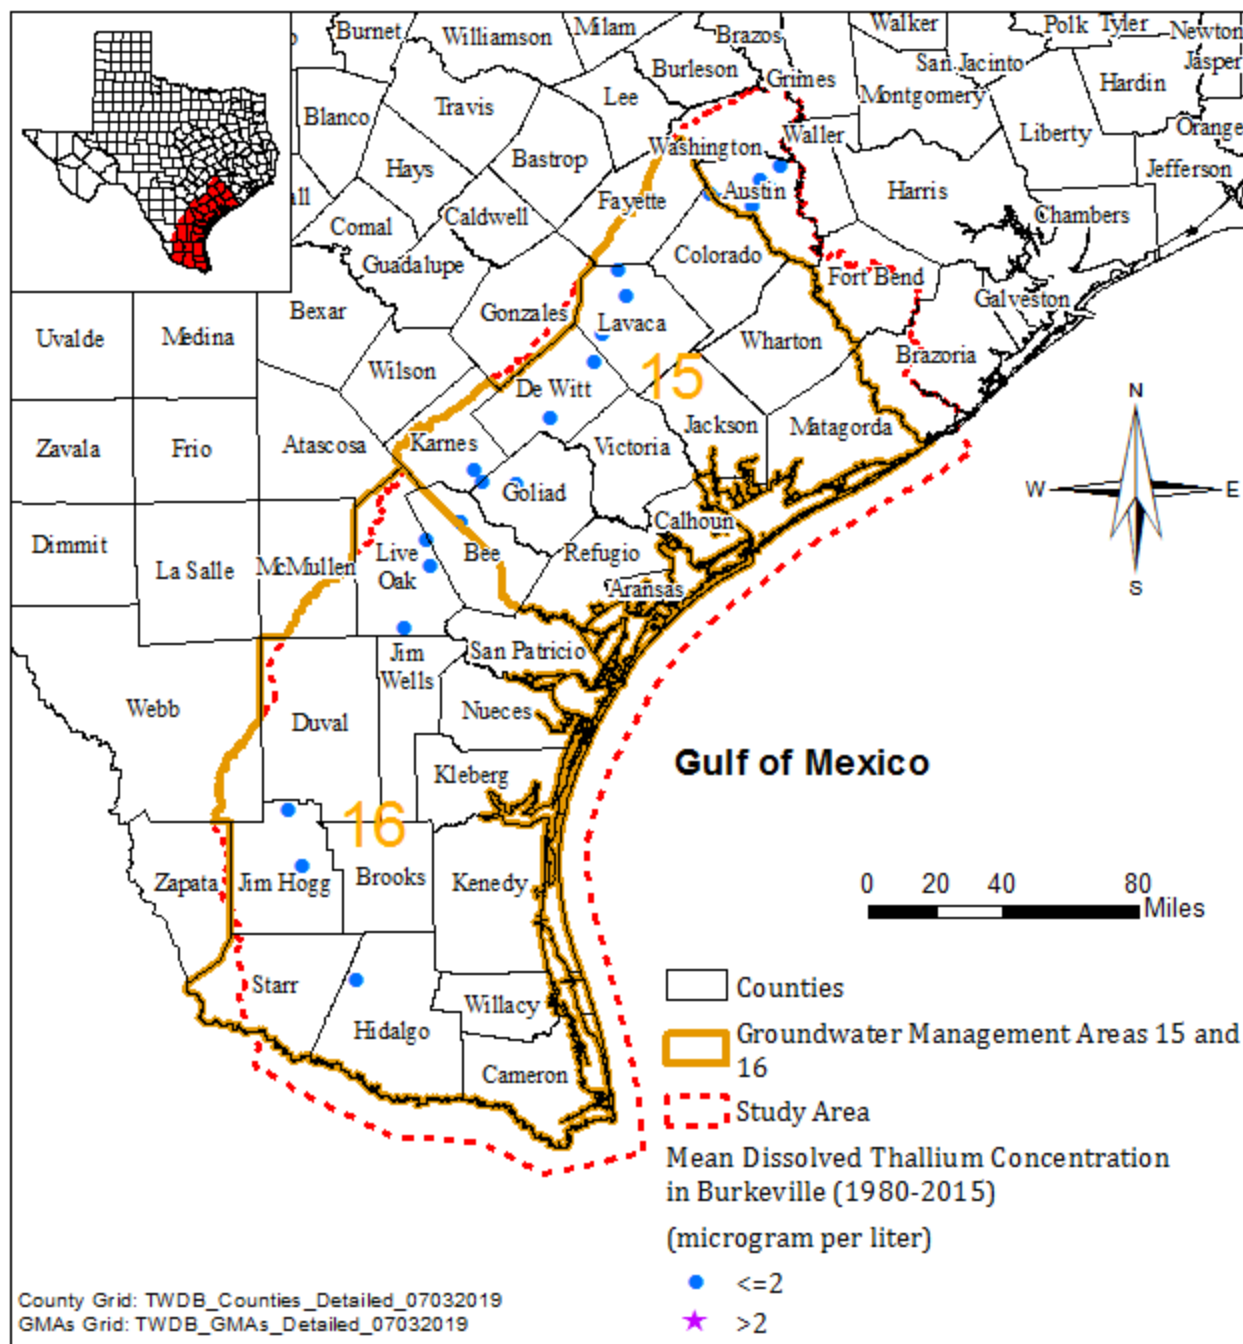 Burnet
Williamson
Milam
Brazos
Walker
Polk
Tyler
Newton
Burleson
Grimes
San Jacinto
Jasper
Blanco
Travis
Lee
Montgomery
Hardin
Bastrop
Washington
Waller
Liberty
Orange
Hays
Austin
Harris
Jefferson
Fayette
Caldwell
Comal
Chambers
Colorado
Guadalupe
Fort Bend
Galveston
Bexar
Gonzales
Lavaca
Uvalde
Medina
Wharton
Brazoria
Wilson
De Witt
15
Jackson
Matagorda
Zavala
Frio
Atascosa
Karnes
Victoria
N
Goliad
W
E
Calhoun
Dimmit
La Salle
McMullen
Live
Oak
Bee
Refugio
Aransas
S
Jim
Wells
San Patricio
Webb
Duval
Nueces
Gulf of Mexico
Kleberg
16
Zapata
Jim Hogg
Brooks
Kenedy
0 20 40 80
Miles
Starr
Willacy
Hidalgo
Cameron
Counties
Groundwater Management Areas 15 and
16
Study Area
Mean Dissolved Thallium Concentration
in Burkeville (1980-2015)
(microgram per liter)
<=2
>2
County Grid: TWDB_Counties_Detailed_07032019
GMAs Grid: TWDB_GMAs_Detailed_07032019